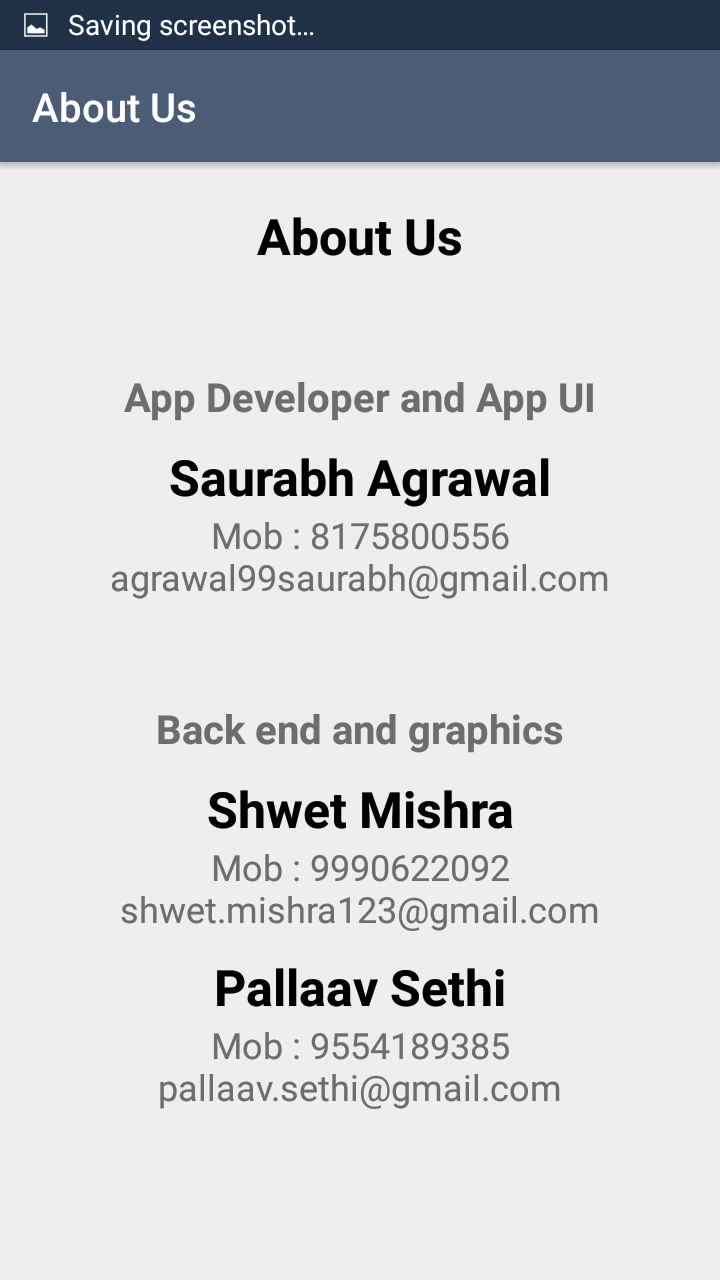 Saving screenshot...
About Us
About Us
App Developer and App UI
Saurabh Agrawal
Mob : 8175800556
agrawal99saurabh@gmail.com
Back end and graphics
Shwet Mishra
Mob : 9990622092
shwet.mishra123@gmail.com
Pallaav Sethi
Mob : 9554189385
pallaav.sethi@gmail.com